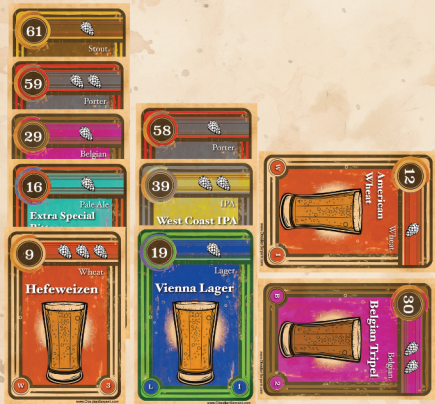 61
Stout
59
Porter
29
Belgian
16
Pale Ale
Extra Special
9
Wheat
Hefeweizen
W
3
58
Porter
39
IPA
West Coast IPA
19
Lager
Vienna Lager
L
1
12
Wheat
American
Wheat
W
1
30
Belgian
Belgian Tripel
B
2